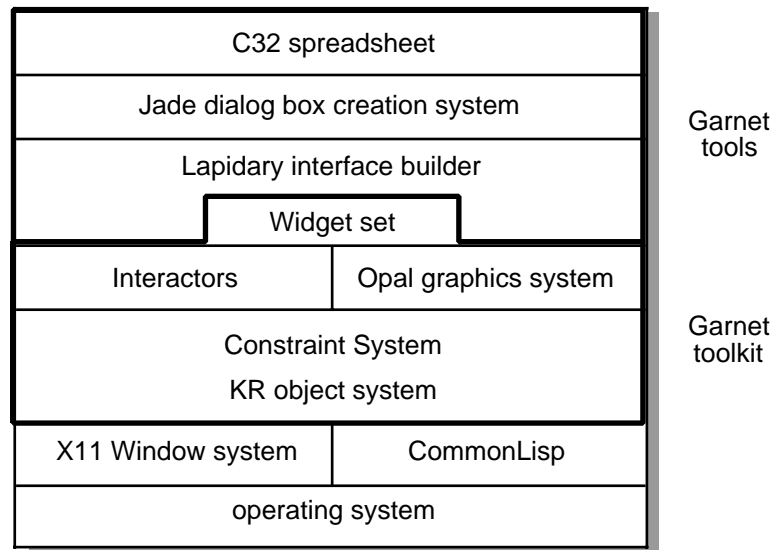 C32 spreadsheet
Jade dialog box creation system
Garnet
tools
Lapidary interface builder
Widget set
Interactors
Opal graphics system
Garnet
toolkit
Constraint System
KR object system
X11 Window system
CommonLisp
operating system